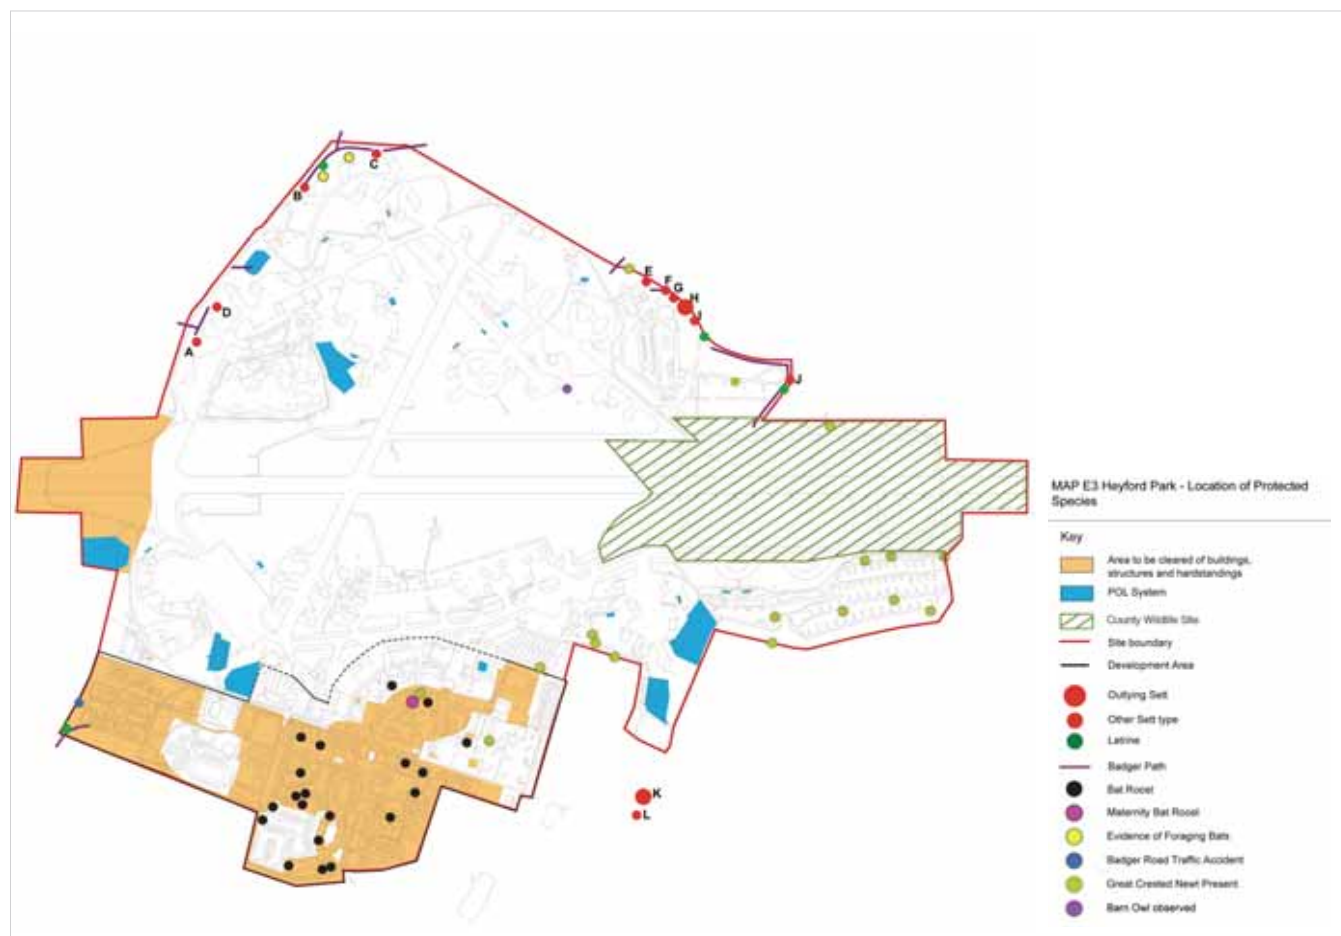 C
B
E
F
G
H
D
I
A
J
MAP E3 Heyford Park - Location of Protected
Species
Key
Area to be cleared of buildings,
structures and hardstandings
POL System
County Wildlife Site
Site boundary
Development Area
Outlying Sett
Other Sett type
Latrine
Badger Path
Bat Roost
Maternity Bat Roost
Evidence of Foraging Bats
Badger Road Traffic Accident
Great Crested Newt Present
Barn Owl observed
K
L